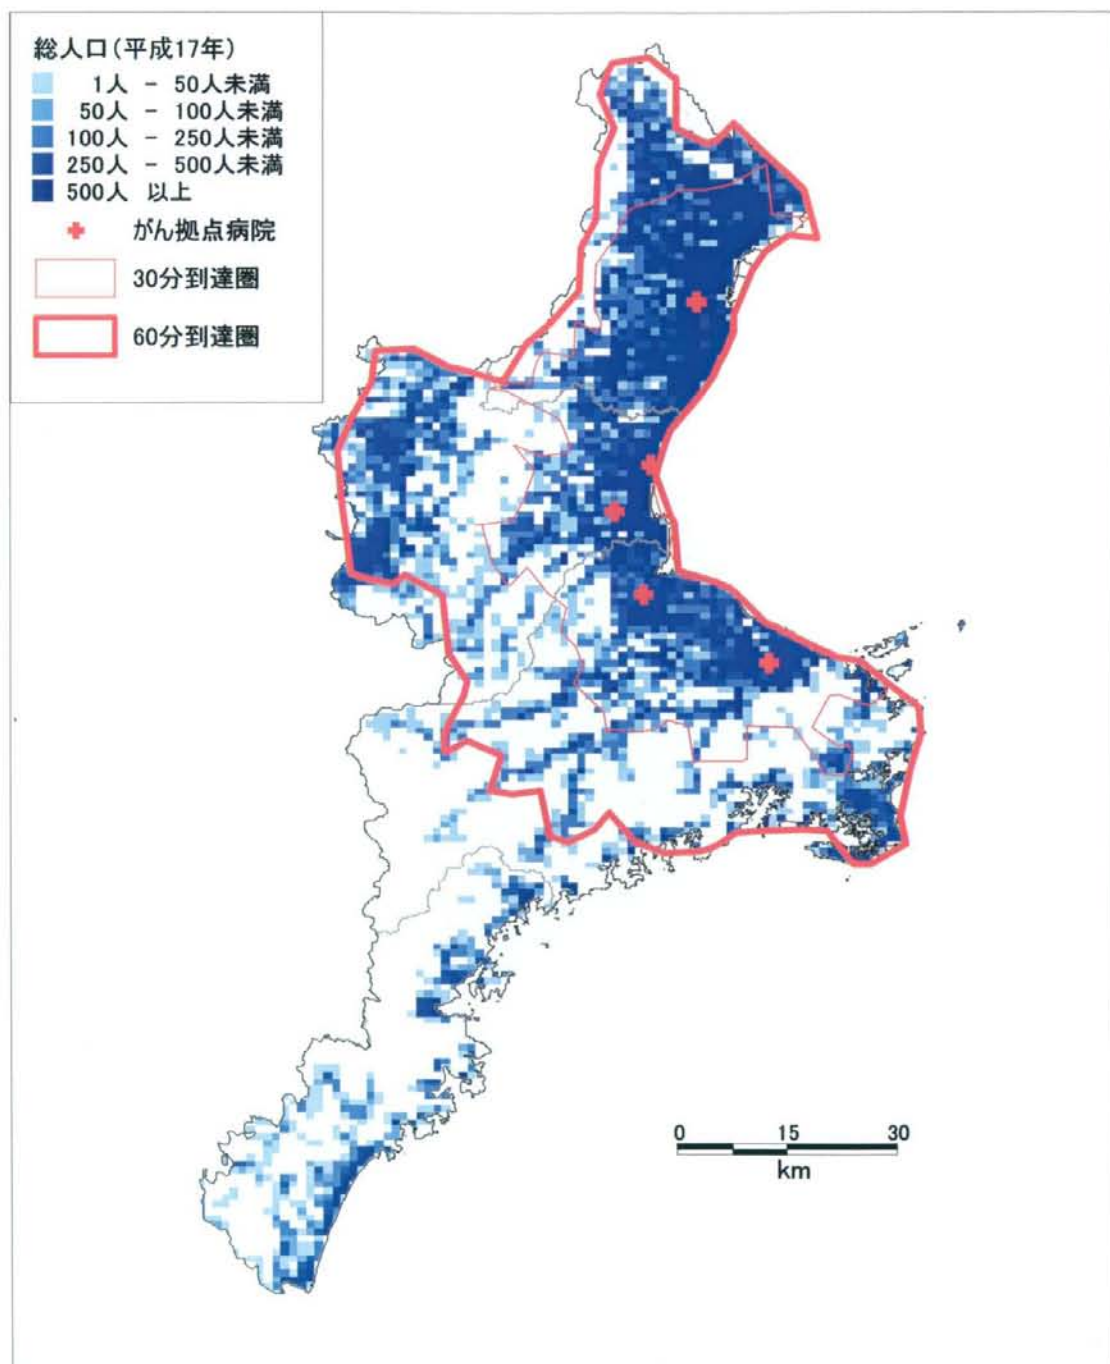 総人口(平成17年)
1人 - 50人未満
50人 - 100人未満
100人 - 250人未満
250人 - 500人未満
500人 以上
がん拠点病院
30分到達圏
60分到達圏
0 15 30
km